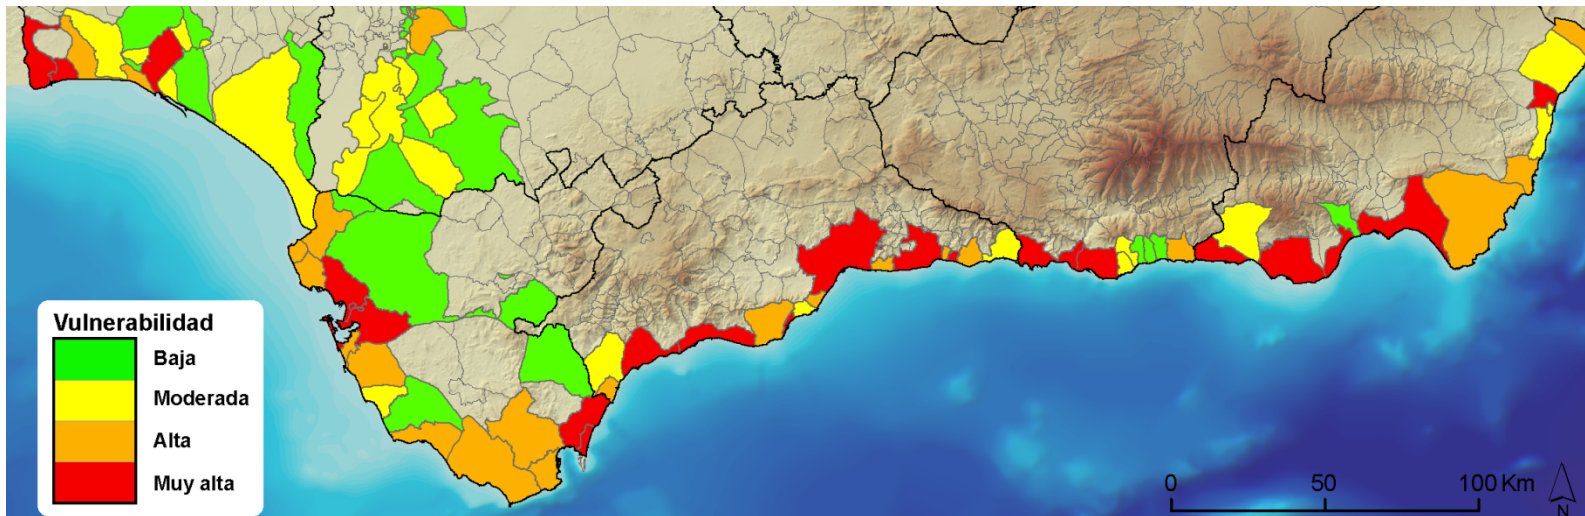 Vulnerabilidad
Baja
Moderada
Alta
Muy alta
0 50 100 Km
N